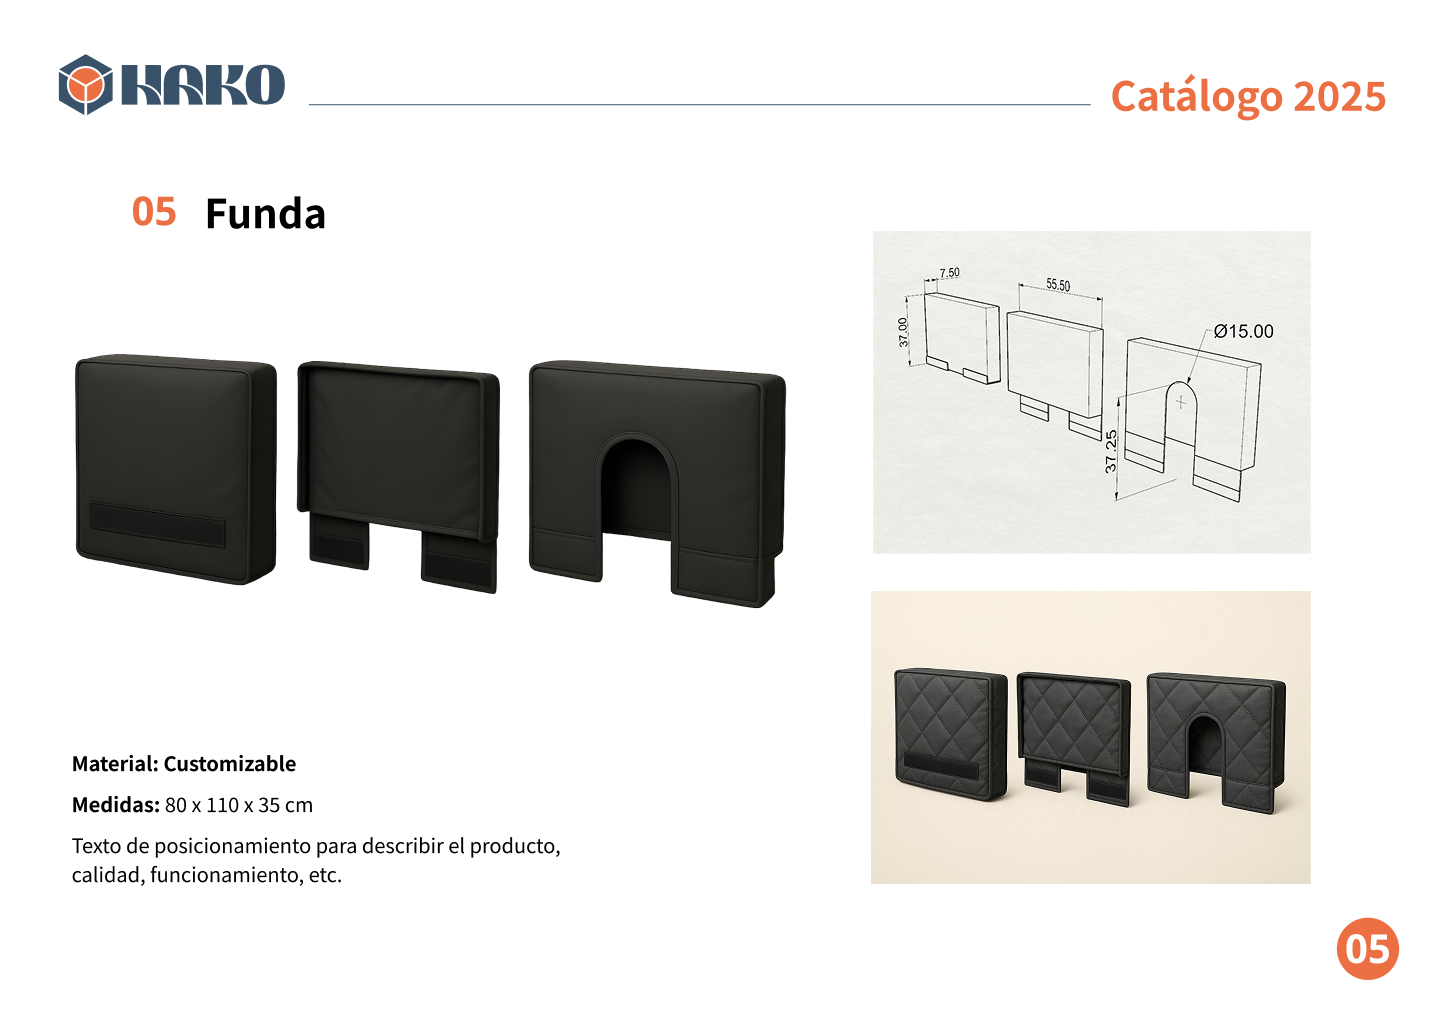 HAKO
Catálogo 2025
05 Funda
7.50
55.50
37.00
Ø15.00
37.25
Material: Customizable
Medidas: 80 x 110 x 35 cm
Texto de posicionamiento para describir el producto,
calidad, funcionamiento, etc.
05